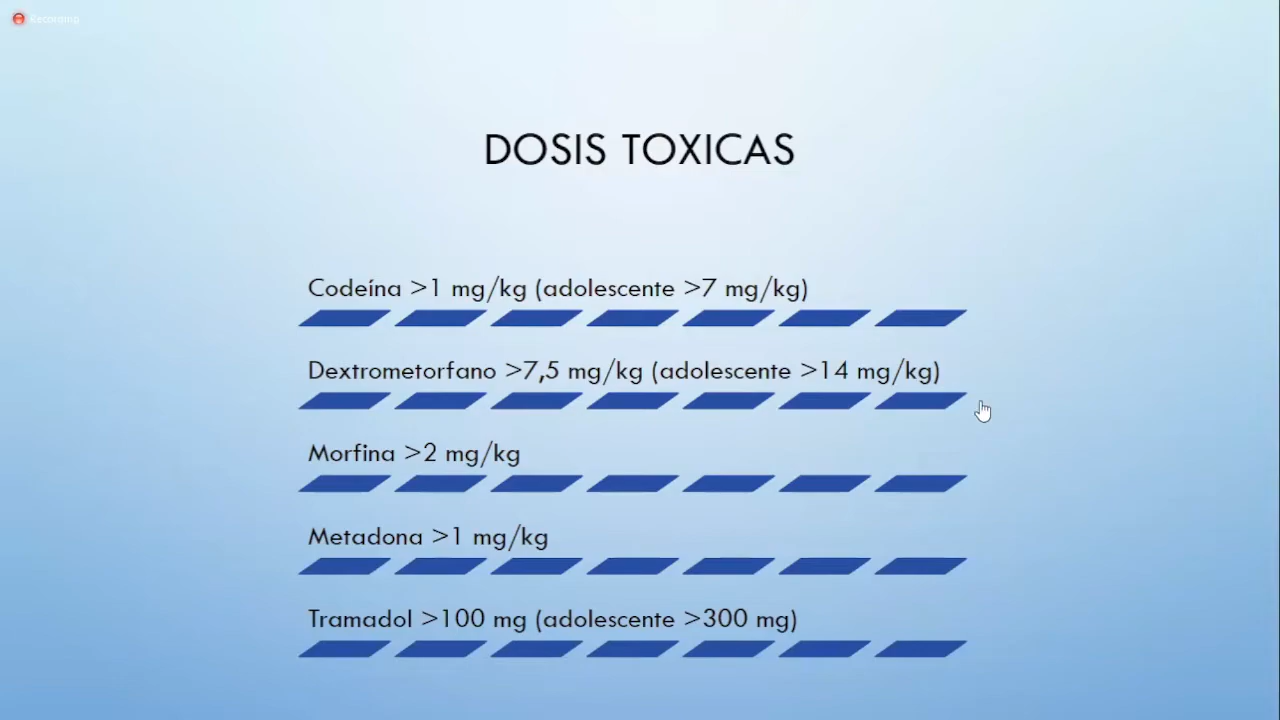 Recording
DOSIS TOXICAS
Codeína >1 mg/kg (adolescente >7 mg/kg)
Dextrometorfano >7,5 mg/kg (adolescente >14 mg/kg)
Morfina >2 mg/kg
Metadona >1 mg/kg
Tramadol >100 mg (adolescente >300 mg)